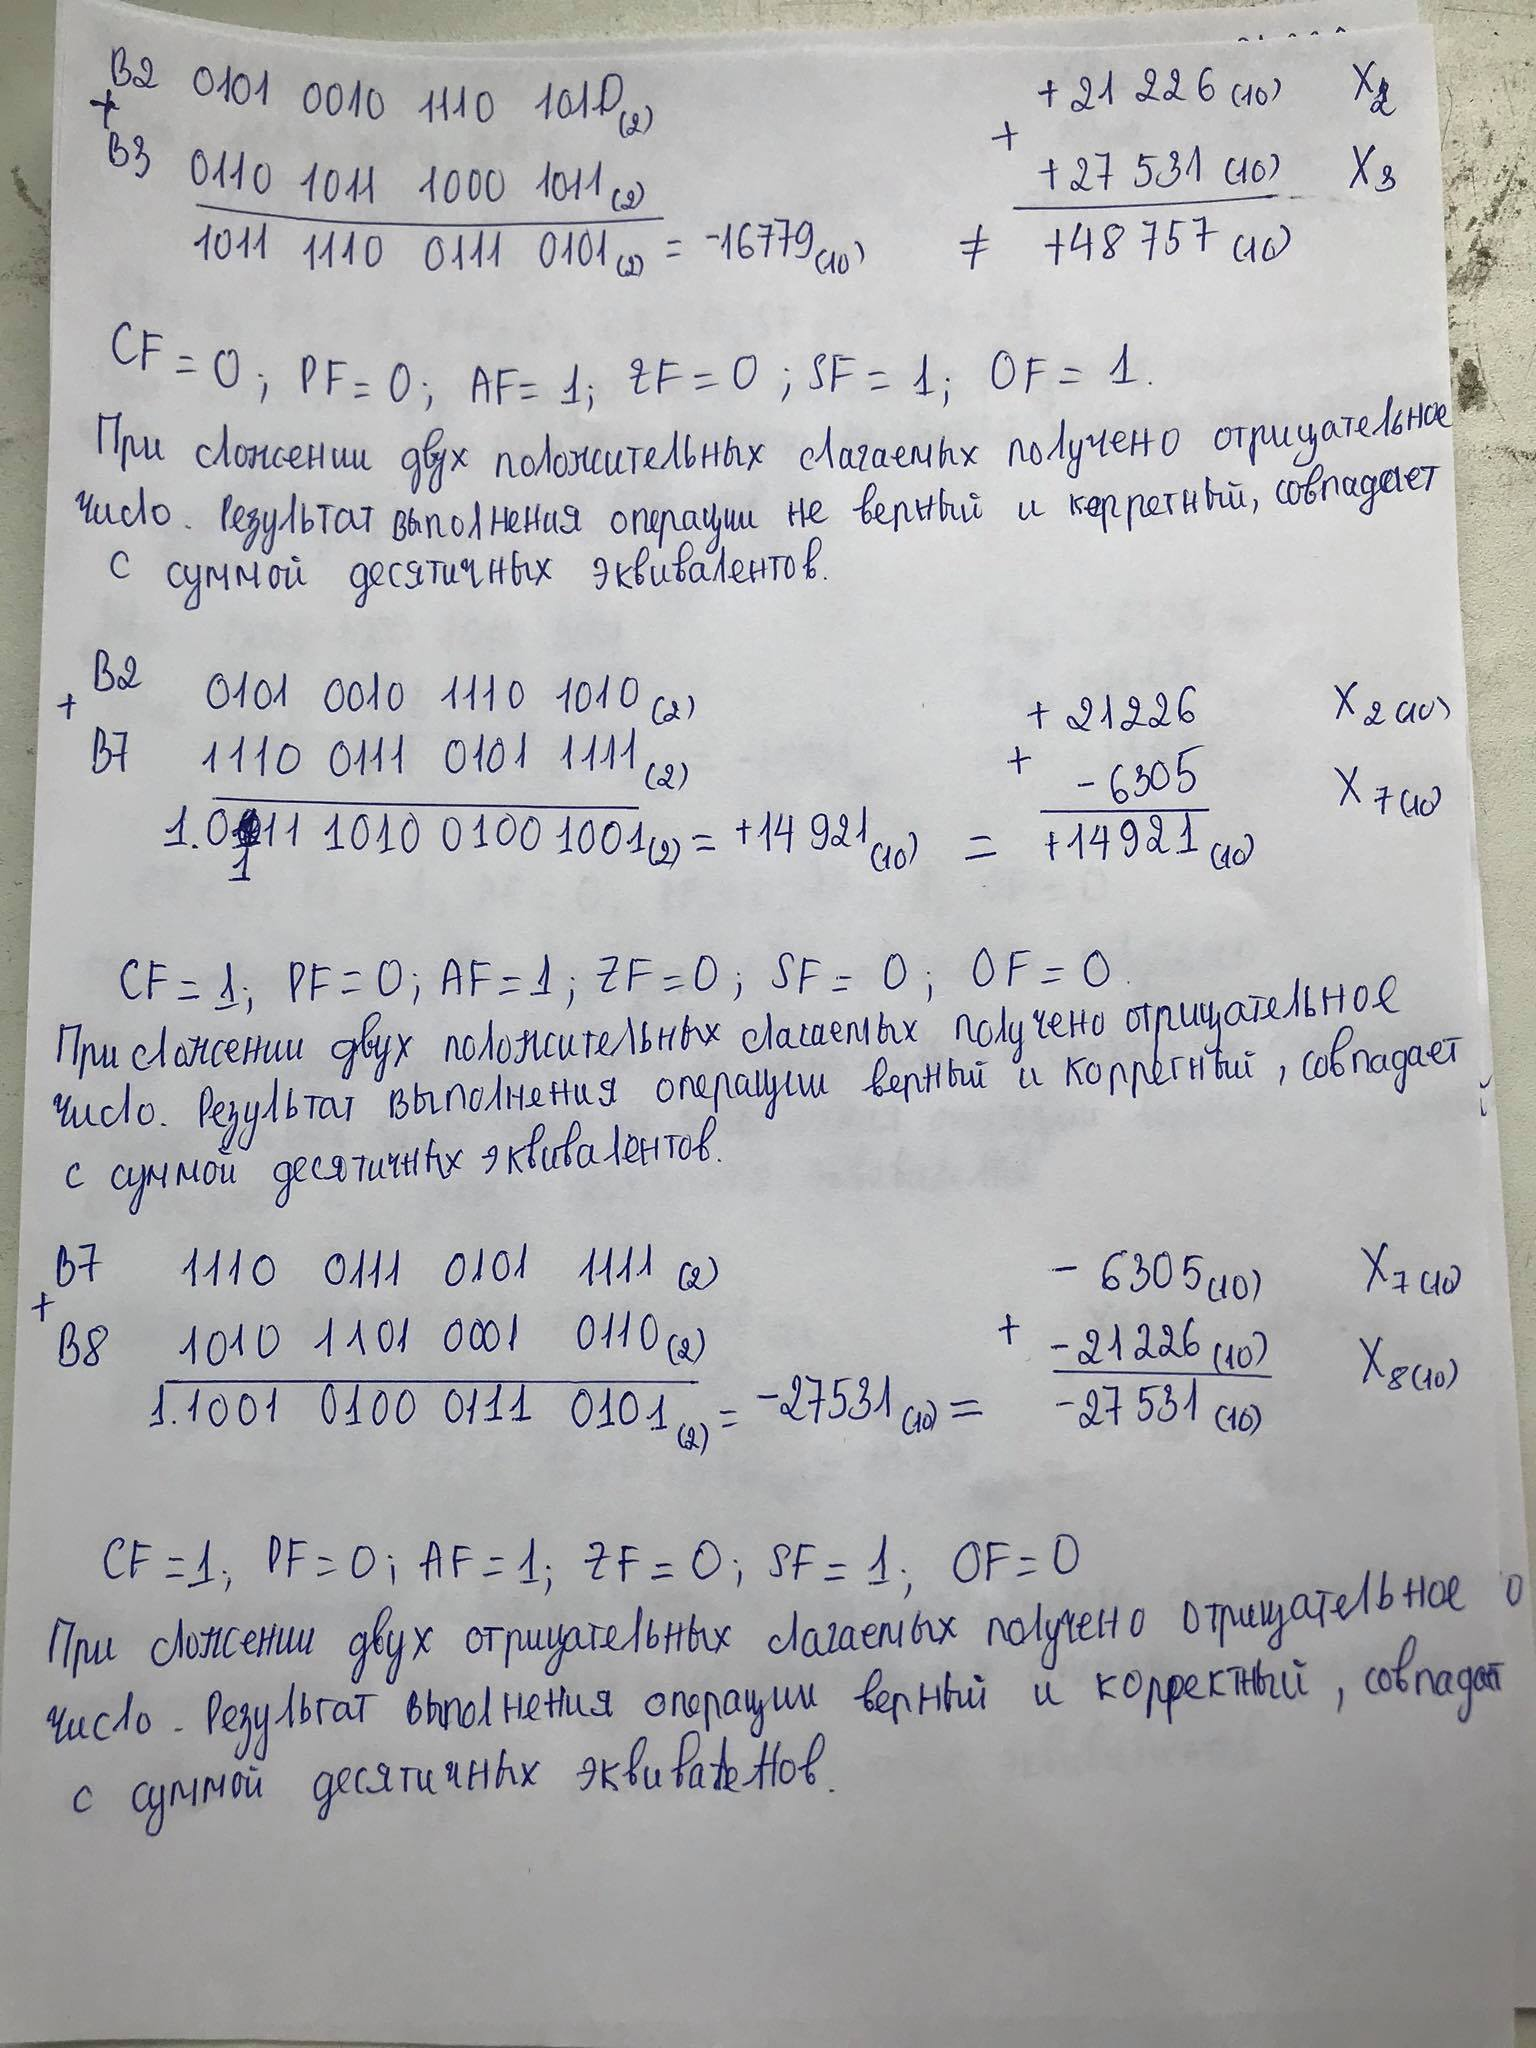 B2 0101 0010 1110 1010(2) +21 226(10) X2
+ +
B3 0110 1011 1000 1011(2) +27 531(10) X3
1011 1110 0111 0101(2) = -16779(10) ≠ +48 757(10)
CF = 0; PF = 0; AF = 1; ZF = 0; SF = 1; OF = 1.
При сложении двух положительных слагаемых получено отрицательное
число. Результат выполнения операции не верный и корретный, совпадает
с суммой десятичных эквивалентов.
B2 0101 0010 1110 1010(2) +21226 X2(10)
+ +
B7 1110 0111 0101 1111(2) -6305 X7(10)
1.0011 1010 0100 1001(2) = +14 921(10) = +14921(10)
CF = 1; PF = 0; AF = 1; ZF = 0; SF = 0; OF = 0.
При сложении двух положительных слагаемых получено отрицательное
число. Результат выполнения операции верный и коррегный, совпадает
с суммой десятичных эквивалентов.
B7 1110 0111 0101 1111(2) - 6305(10) X7(10)
+ +
B8 1010 1101 0001 0110(2) -21226(10) X8(10)
1.1001 0100 0111 0101(2) = -27531(10) = -27 531(10)
CF = 1; PF = 0; AF = 1; ZF = 0; SF = 1; OF = 0
При сложении двух отрицательных слагаемых получено отрицательное о
число. Результат выполнения операции верный и корректный, совпадает
с суммой десятичных эквиваленнов.